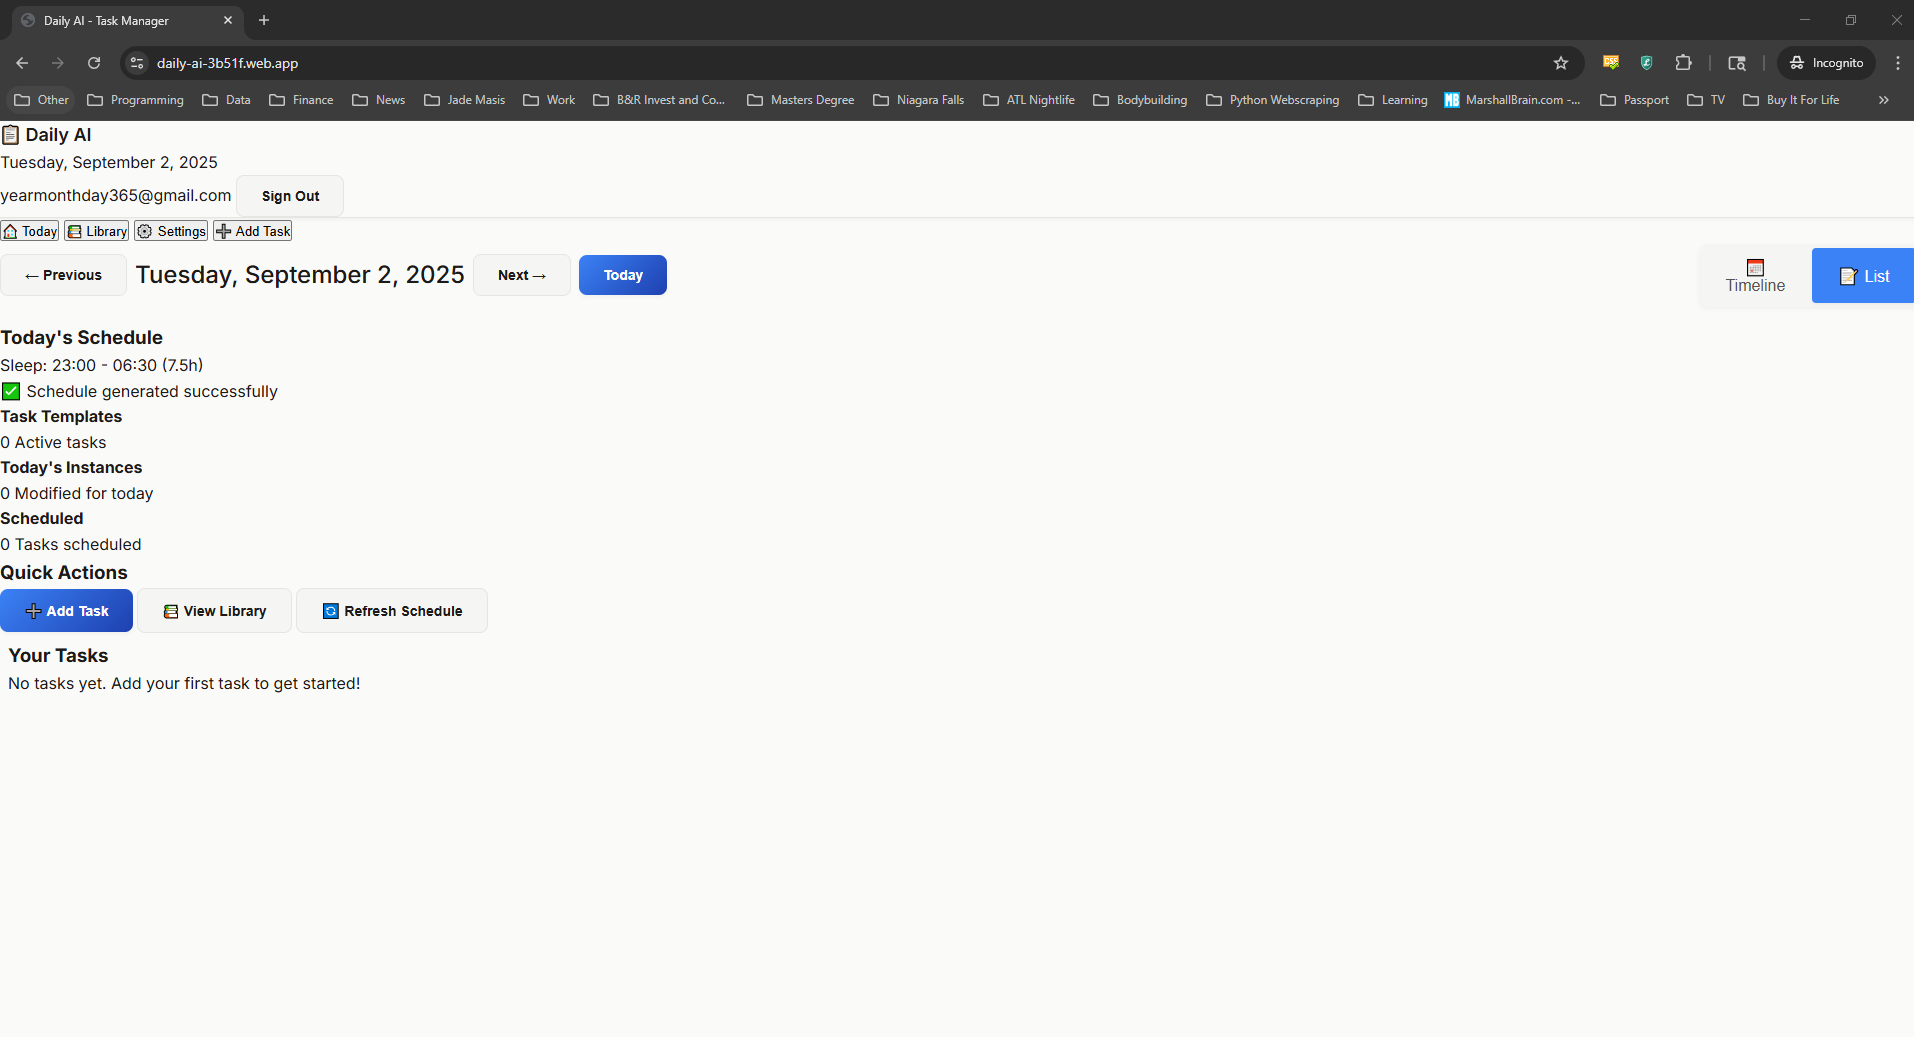 Daily AI - Task Manager
daily-ai-3b51f.web.app
Incognito
Other Programming Data Finance News Jade Masis Work B&R Invest and Co... Masters Degree Niagara Falls ATL Nightlife Bodybuilding Python Webscraping Learning MB MarshallBrain.com -... Passport TV Buy It For Life
Daily AI
Tuesday, September 2, 2025
yearmonthday365@gmail.com Sign Out
Today Library Settings Add Task
← Previous Tuesday, September 2, 2025 Next → Today
Timeline
List
Today's Schedule
Sleep: 23:00 - 06:30 (7.5h)
Schedule generated successfully
Task Templates
0 Active tasks
Today's Instances
0 Modified for today
Scheduled
0 Tasks scheduled
Quick Actions
Add Task View Library Refresh Schedule
Your Tasks
No tasks yet. Add your first task to get started!